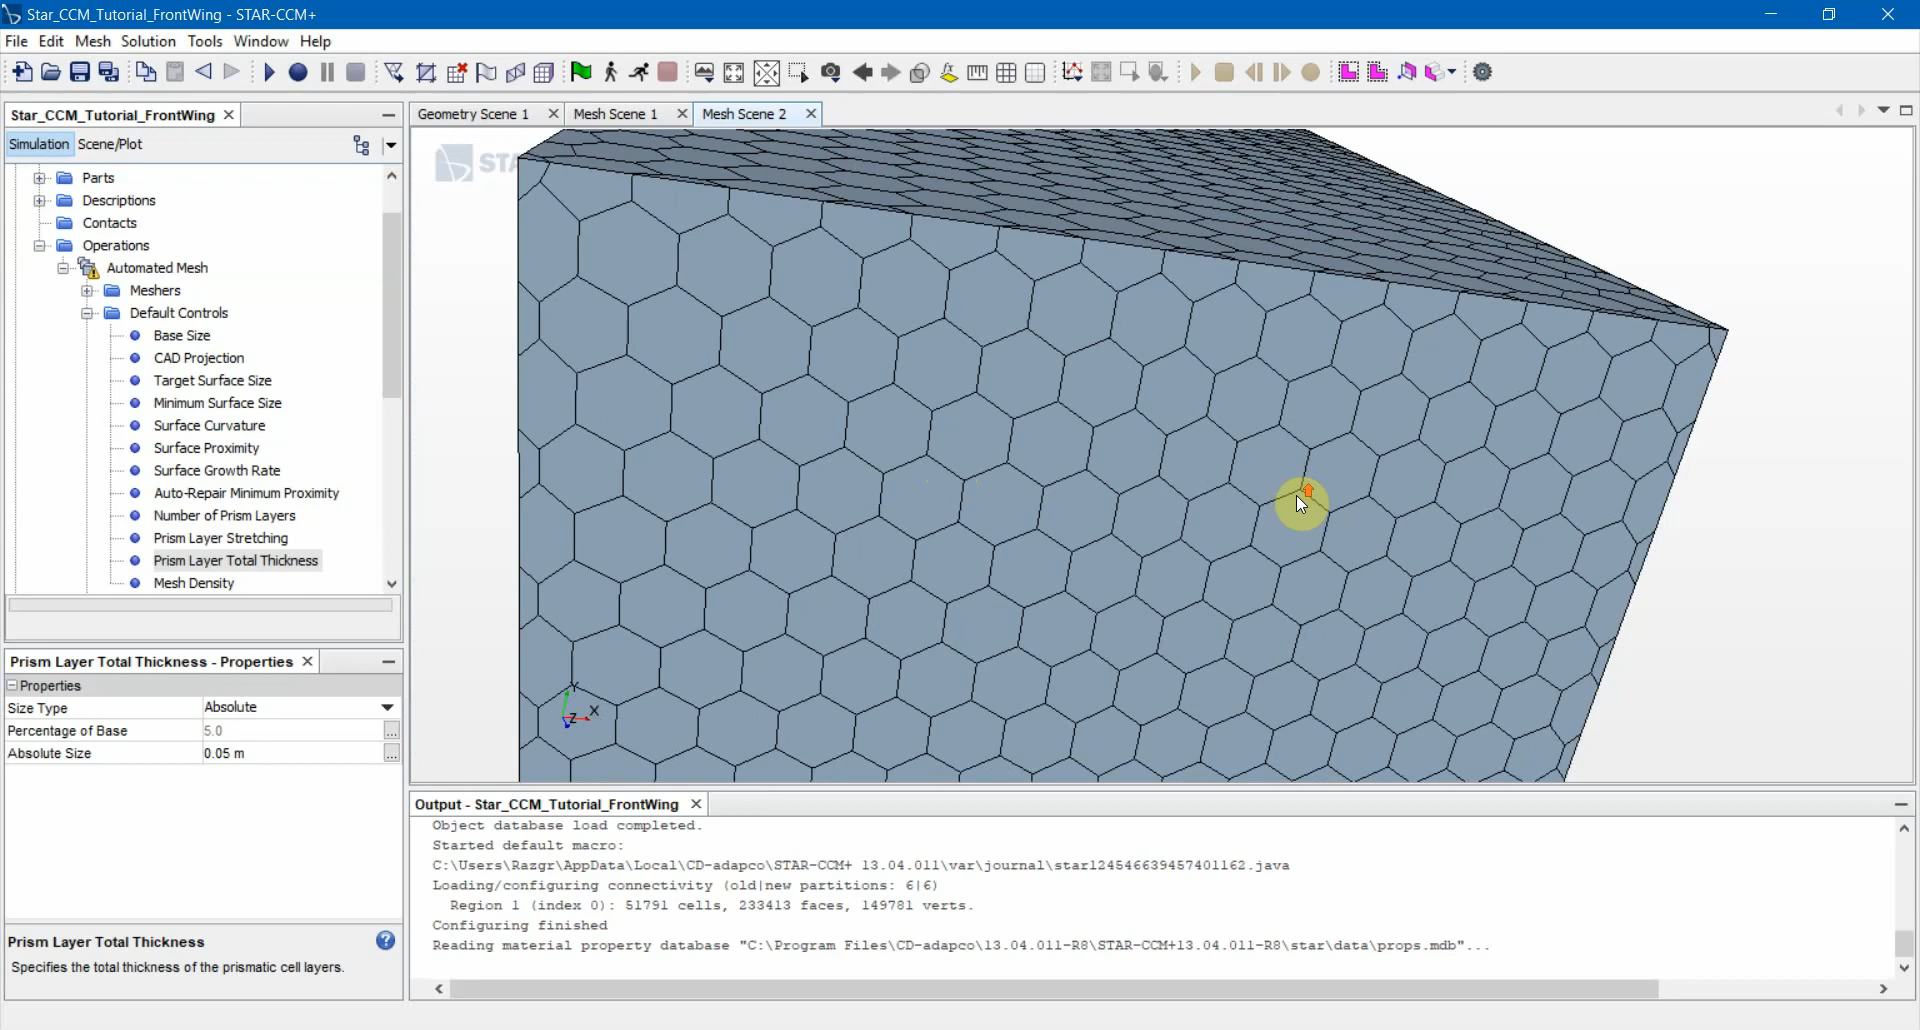 Star_CCM_Tutorial_FrontWing - STAR-CCM+
File Edit Mesh Solution Tools Window Help
Star_CCM_Tutorial_FrontWing
Simulation Scene/Plot
Parts
Descriptions
Contacts
Operations
Automated Mesh
Meshers
Default Controls
Base Size
CAD Projection
Target Surface Size
Minimum Surface Size
Surface Curvature
Surface Proximity
Surface Growth Rate
Auto-Repair Minimum Proximity
Number of Prism Layers
Prism Layer Stretching
Prism Layer Total Thickness
Mesh Density
Prism Layer Total Thickness - Properties
Properties
Size Type Absolute
Percentage of Base 5.0 ...
Absolute Size 0.05 m ...
Prism Layer Total Thickness ?
Specifies the total thickness of the prismatic cell layers.
Geometry Scene 1 Mesh Scene 1 Mesh Scene 2
STA
Y
X
Z
Output - Star_CCM_Tutorial_FrontWing
Object database load completed.
Started default macro:
C:\Users\Razgr\AppData\Local\CD-adapco\STAR-CCM+ 13.04.011\var\journal\star124546639457401162.java
Loading/configuring connectivity (old|new partitions: 6|6)
Region 1 (index 0): 51791 cells, 233413 faces, 149781 verts.
Configuring finished
Reading material property database "C:\Program Files\CD-adapco\13.04.011-R8\STAR-CCM+13.04.011-R8\star\data\props.mdb"...